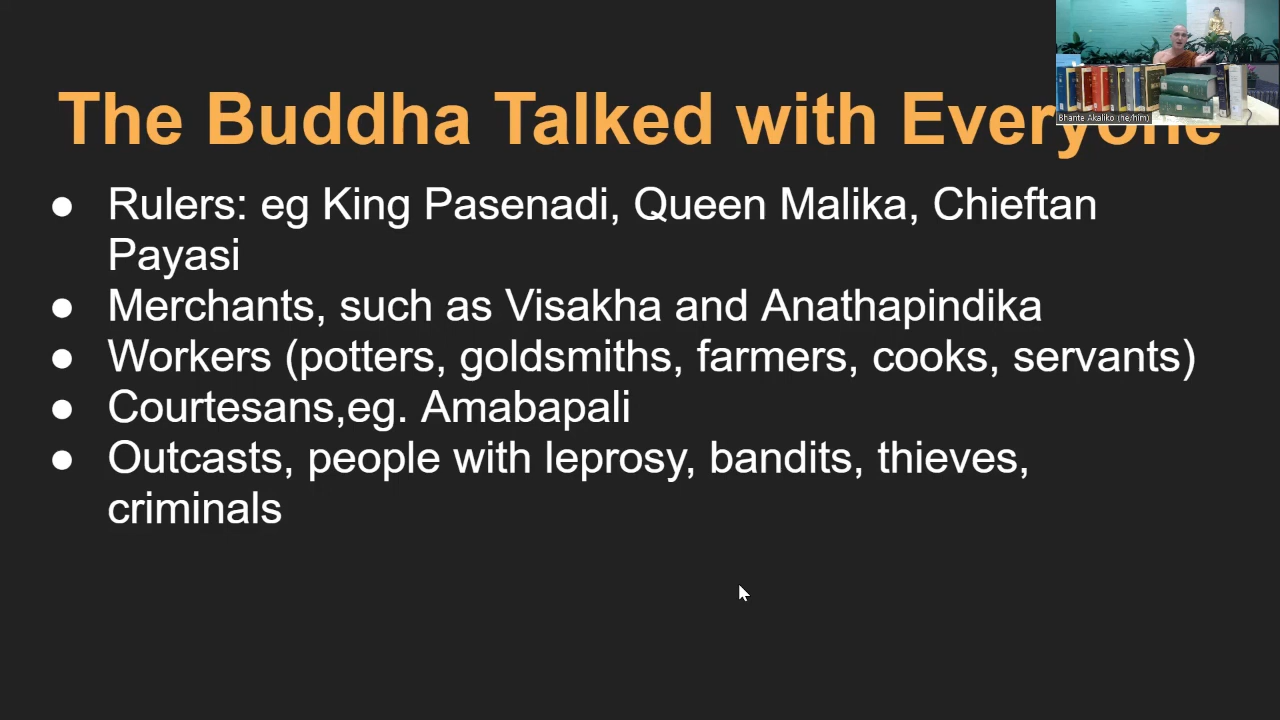 The Buddha Talked with Everyone
Bhante Akaliko (he/him)
● Rulers: eg King Pasenadi, Queen Malika, Chieftan
Payasi
● Merchants, such as Visakha and Anathapindika
● Workers (potters, goldsmiths, farmers, cooks, servants)
● Courtesans,eg. Amabapali
● Outcasts, people with leprosy, bandits, thieves,
criminals